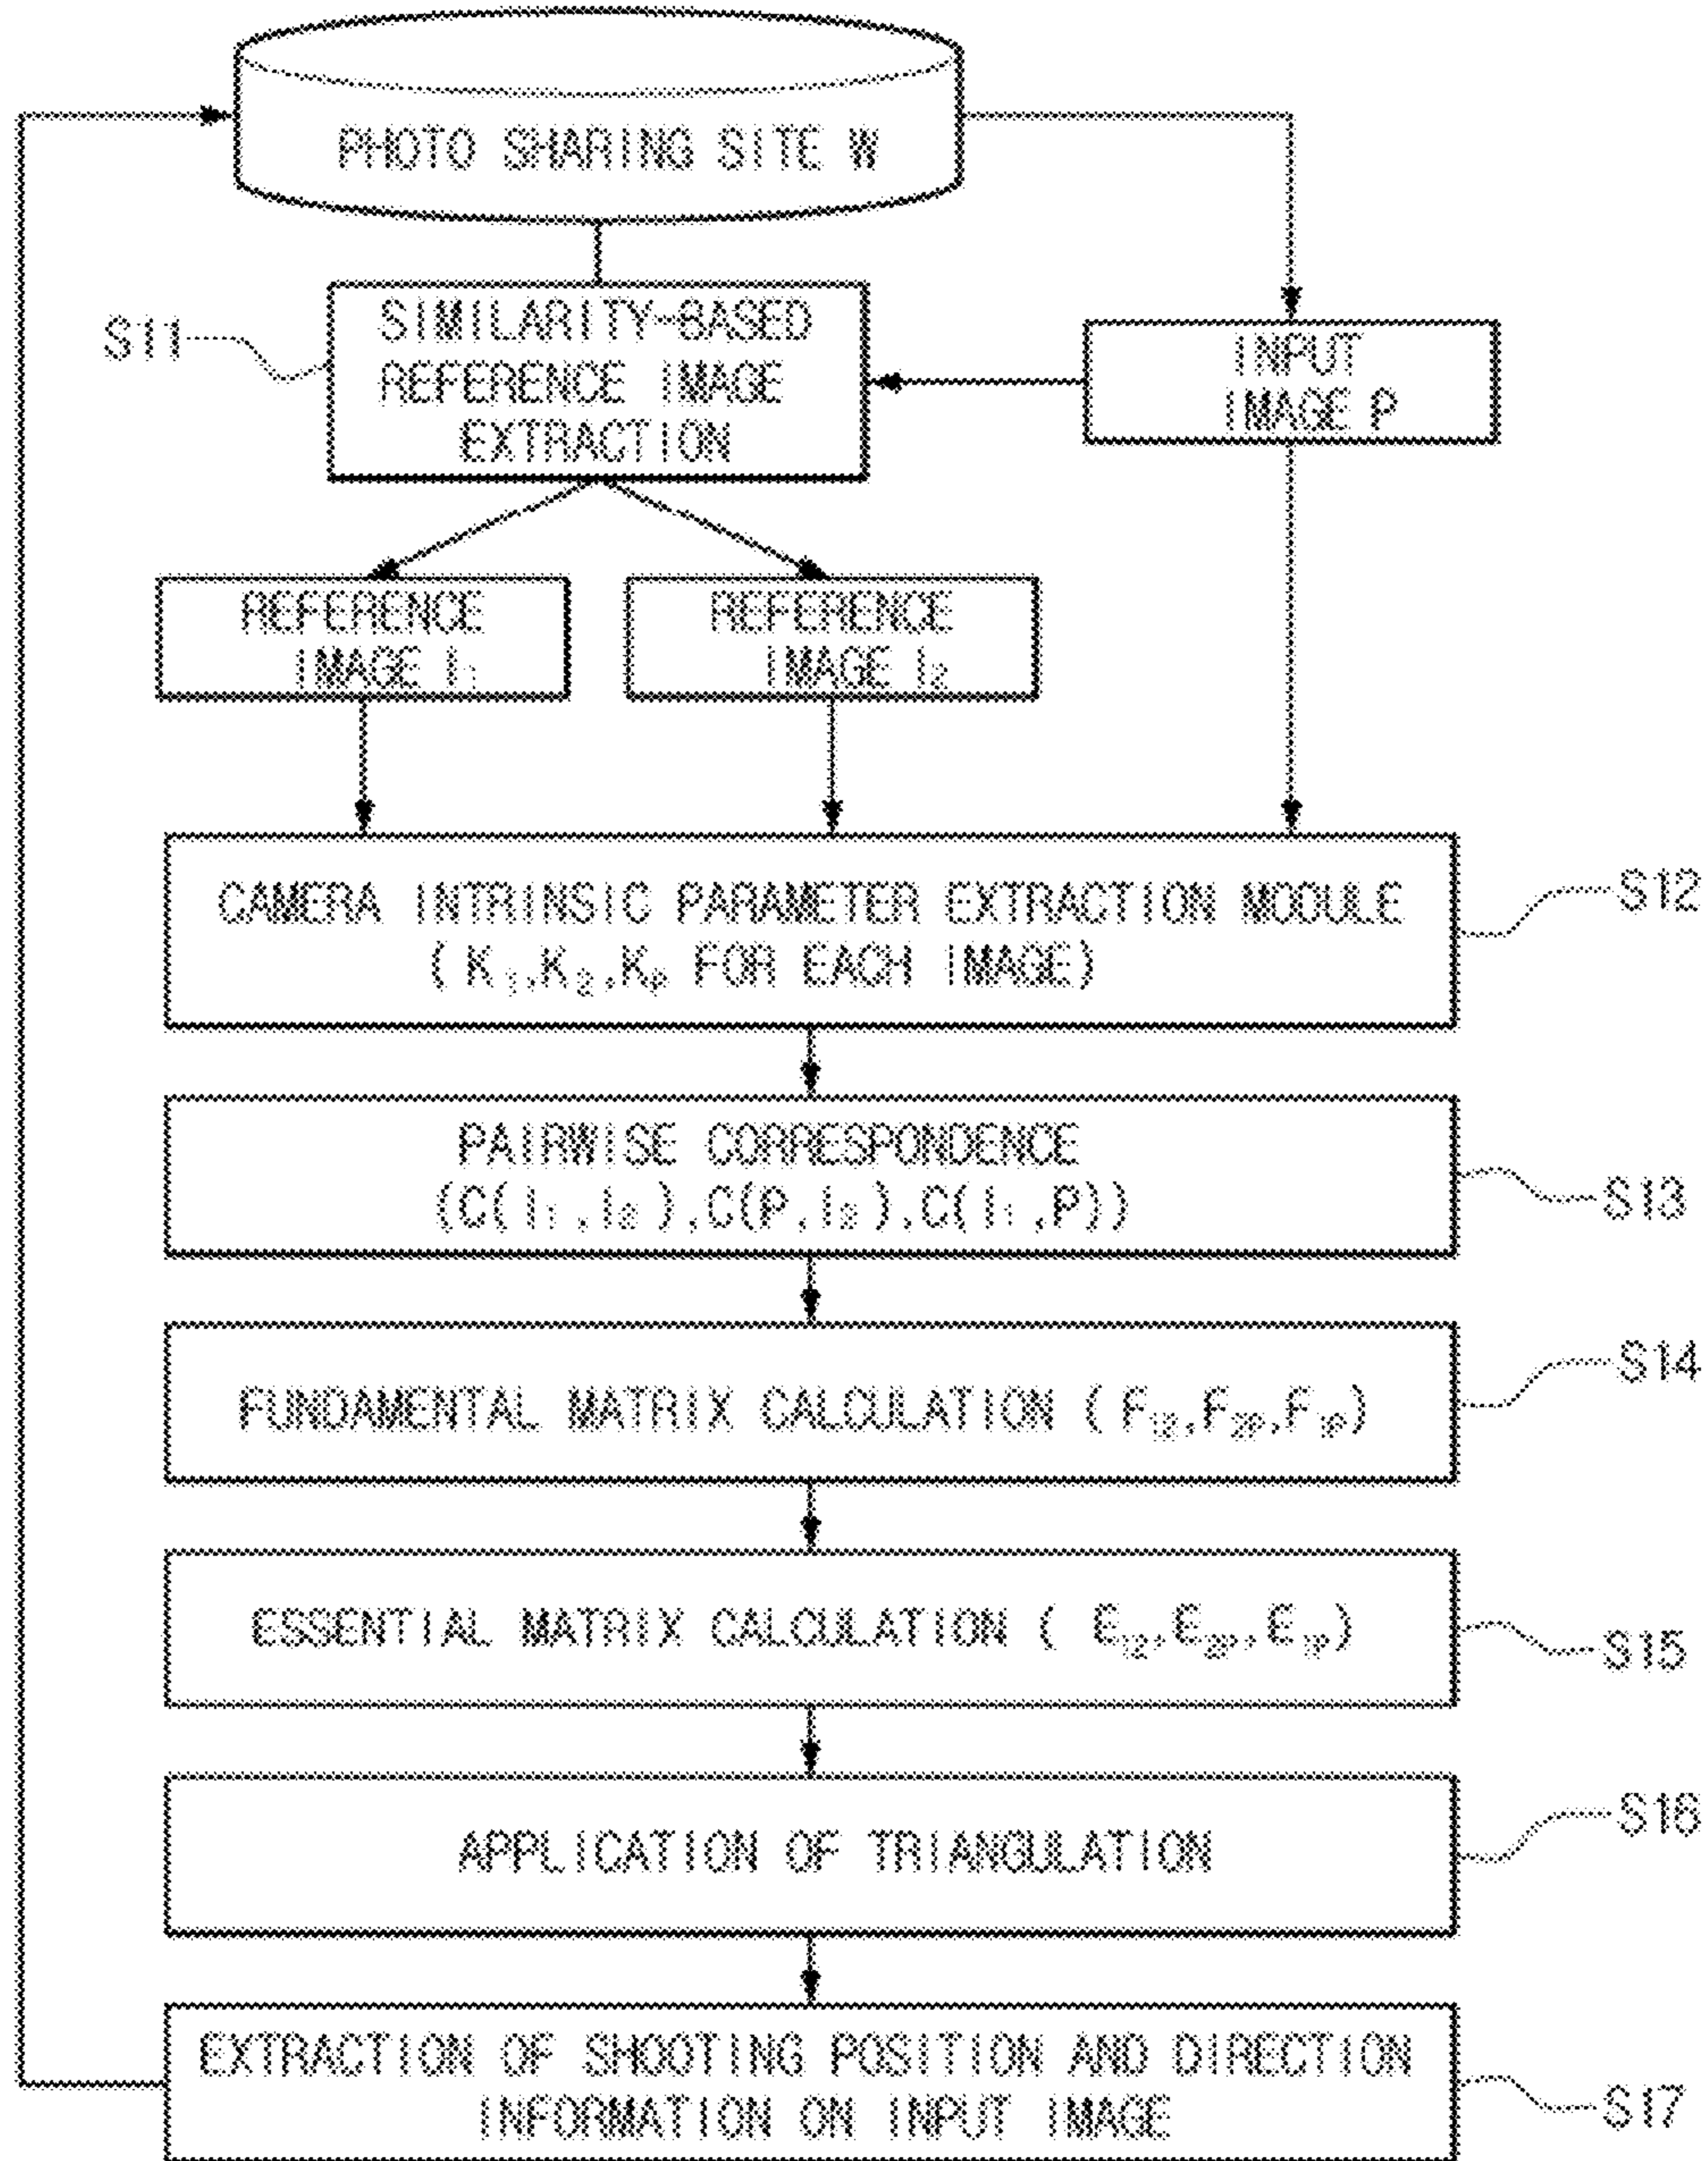 PHOTO SHARING SITE W
S11
SIMILARITY-BASED
REFERENCE IMAGE
EXTRACTION
INPUT
IMAGE P
REFERENCE
IMAGE I₁
REFERENCE
IMAGE I₂
CAMERA INTRINSIC PARAMETER EXTRACTION MODULE
( K₁,K₂,Kₚ FOR EACH IMAGE)
S12
PAIRWISE CORRESPONDENCE
(C( I₁ ,I₂ ),C(P,I₂ ),C(I₁ ,P))
S13
FUNDAMENTAL MATRIX CALCULATION ( F₁₂,F₂ₚ,F₁ₚ)
S14
ESSENTIAL MATRIX CALCULATION ( E₁₂,E₂ₚ,E₁ₚ)
S15
APPLICATION OF TRIANGULATION
S16
EXTRACTION OF SHOOTING POSITION AND DIRECTION
INFORMATION ON INPUT IMAGE
S17